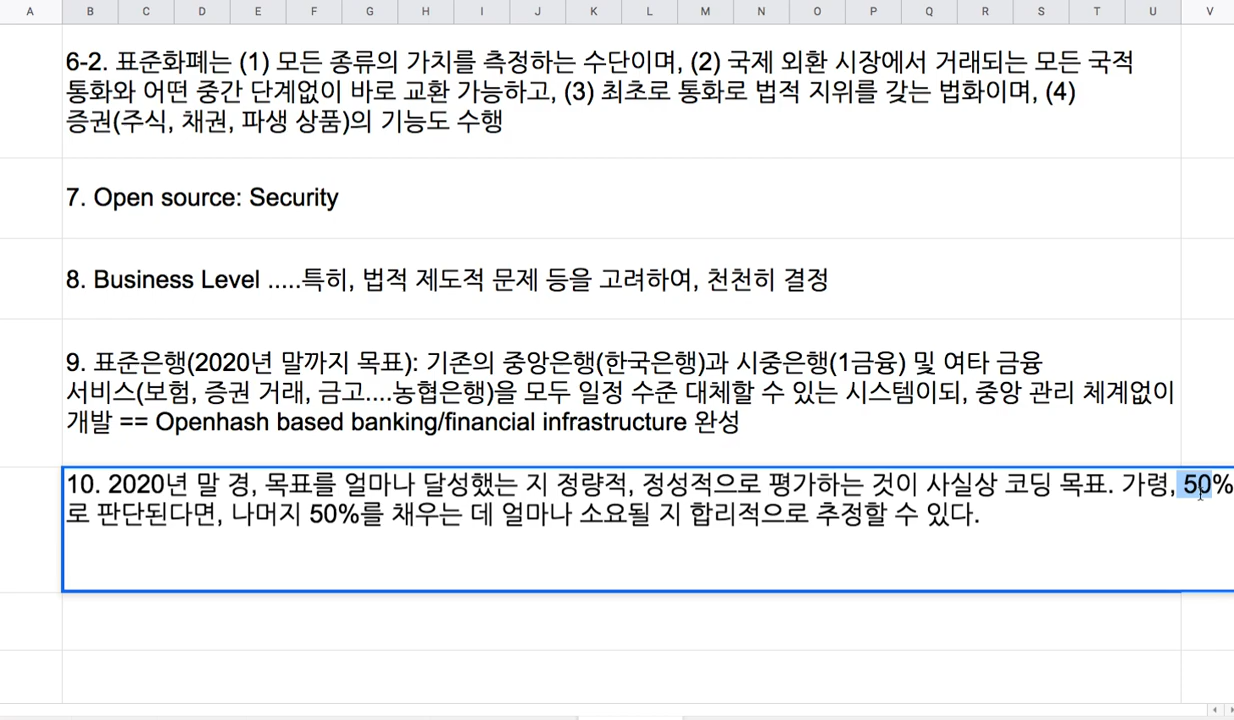 A B C D E F G H I J K L M N O P Q R S T U V
6-2. 표준화폐는 (1) 모든 종류의 가치를 측정하는 수단이며, (2) 국제 외환 시장에서 거래되는 모든 국적
통화와 어떤 중간 단계없이 바로 교환 가능하고, (3) 최초로 통화로 법적 지위를 갖는 법화이며, (4)
증권(주식, 채권, 파생 상품)의 기능도 수행
7. Open source: Security
8. Business Level .....특히, 법적 제도적 문제 등을 고려하여, 천천히 결정
9. 표준은행(2020년 말까지 목표): 기존의 중앙은행(한국은행)과 시중은행(1금융) 및 여타 금융
서비스(보험, 증권 거래, 금고....농협은행)을 모두 일정 수준 대체할 수 있는 시스템이되, 중앙 관리 체계없이
개발 == Openhash based banking/financial infrastructure 완성
10. 2020년 말 경, 목표를 얼마나 달성했는 지 정량적, 정성적으로 평가하는 것이 사실상 코딩 목표. 가령, 50%
로 판단된다면, 나머지 50%를 채우는 데 얼마나 소요될 지 합리적으로 추정할 수 있다.